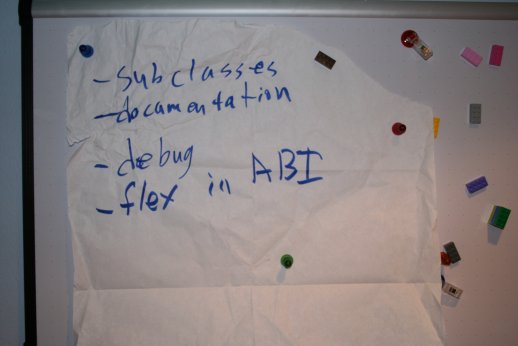 - subclasses
- documentation
- debug
- flex in ABI